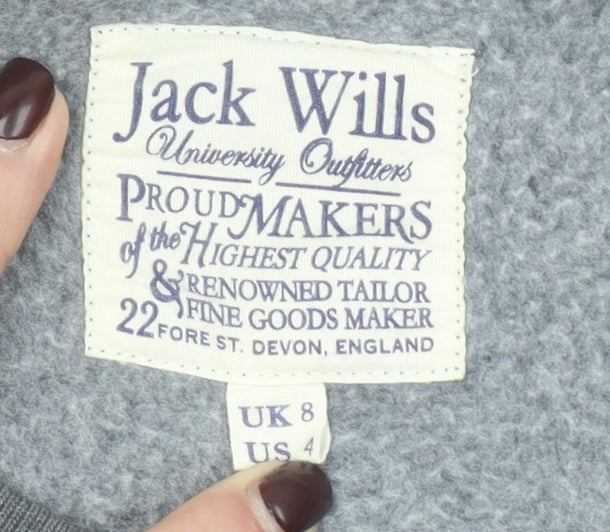 Jack Wills
University Outfitters
PROUD MAKERS
of the HIGHEST QUALITY
& RENOWNED TAILOR
FINE GOODS MAKER
22 FORE ST. DEVON, ENGLAND
UK 8
US 4